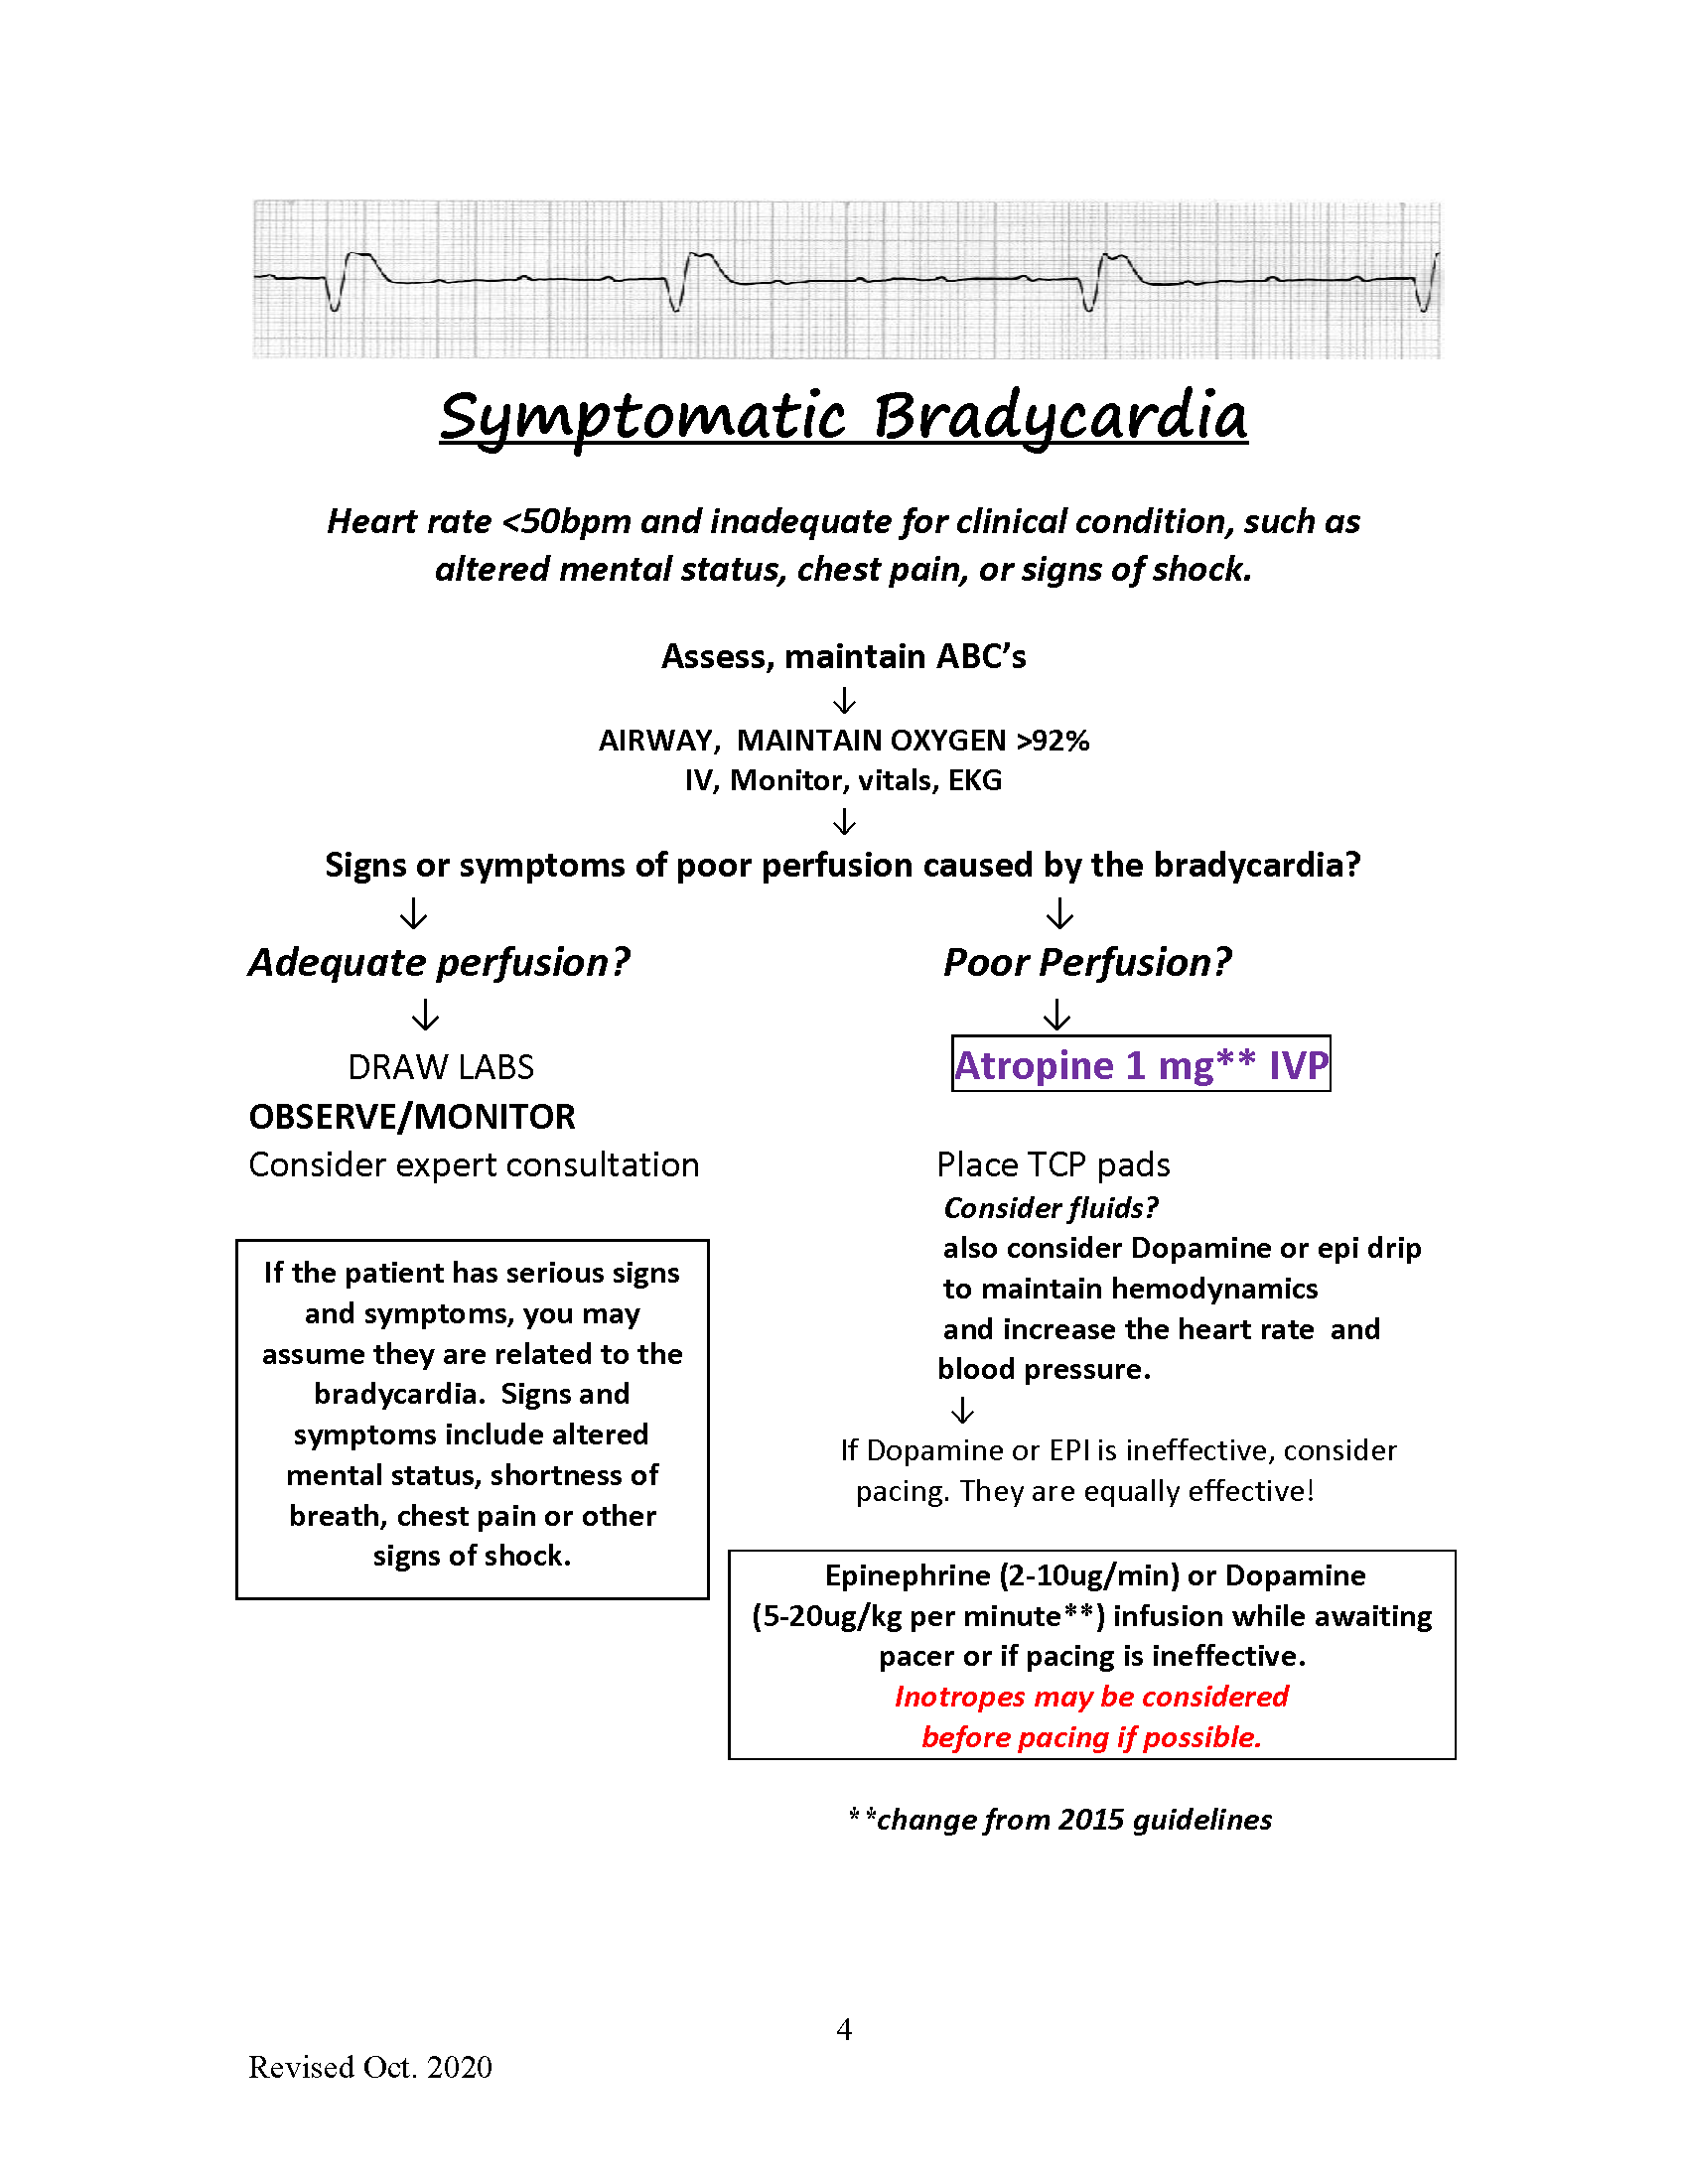 Symptomatic Bradycardia
Heart rate <50bpm and inadequate for clinical condition, such as
altered mental status, chest pain, or signs of shock.
Assess, maintain ABC’s
↓
AIRWAY,  MAINTAIN OXYGEN >92%
IV, Monitor, vitals, EKG
↓
Signs or symptoms of poor perfusion caused by the bradycardia?
↓ ↓
Adequate perfusion?
↓
DRAW LABS
OBSERVE/MONITOR
Consider expert consultation
If the patient has serious signs
and symptoms, you may
assume they are related to the
bradycardia.  Signs and
symptoms include altered
mental status, shortness of
breath, chest pain or other
signs of shock.
Poor Perfusion?
↓
Atropine 1 mg** IVP
Place TCP pads
Consider fluids?
also consider Dopamine or epi drip
to maintain hemodynamics
and increase the heart rate  and
blood pressure.
↓
If Dopamine or EPI is ineffective, consider
pacing. They are equally effective!
Epinephrine (2-10ug/min) or Dopamine
(5-20ug/kg per minute**) infusion while awaiting
pacer or if pacing is ineffective.
Inotropes may be considered
before pacing if possible.
**change from 2015 guidelines
4
Revised Oct. 2020